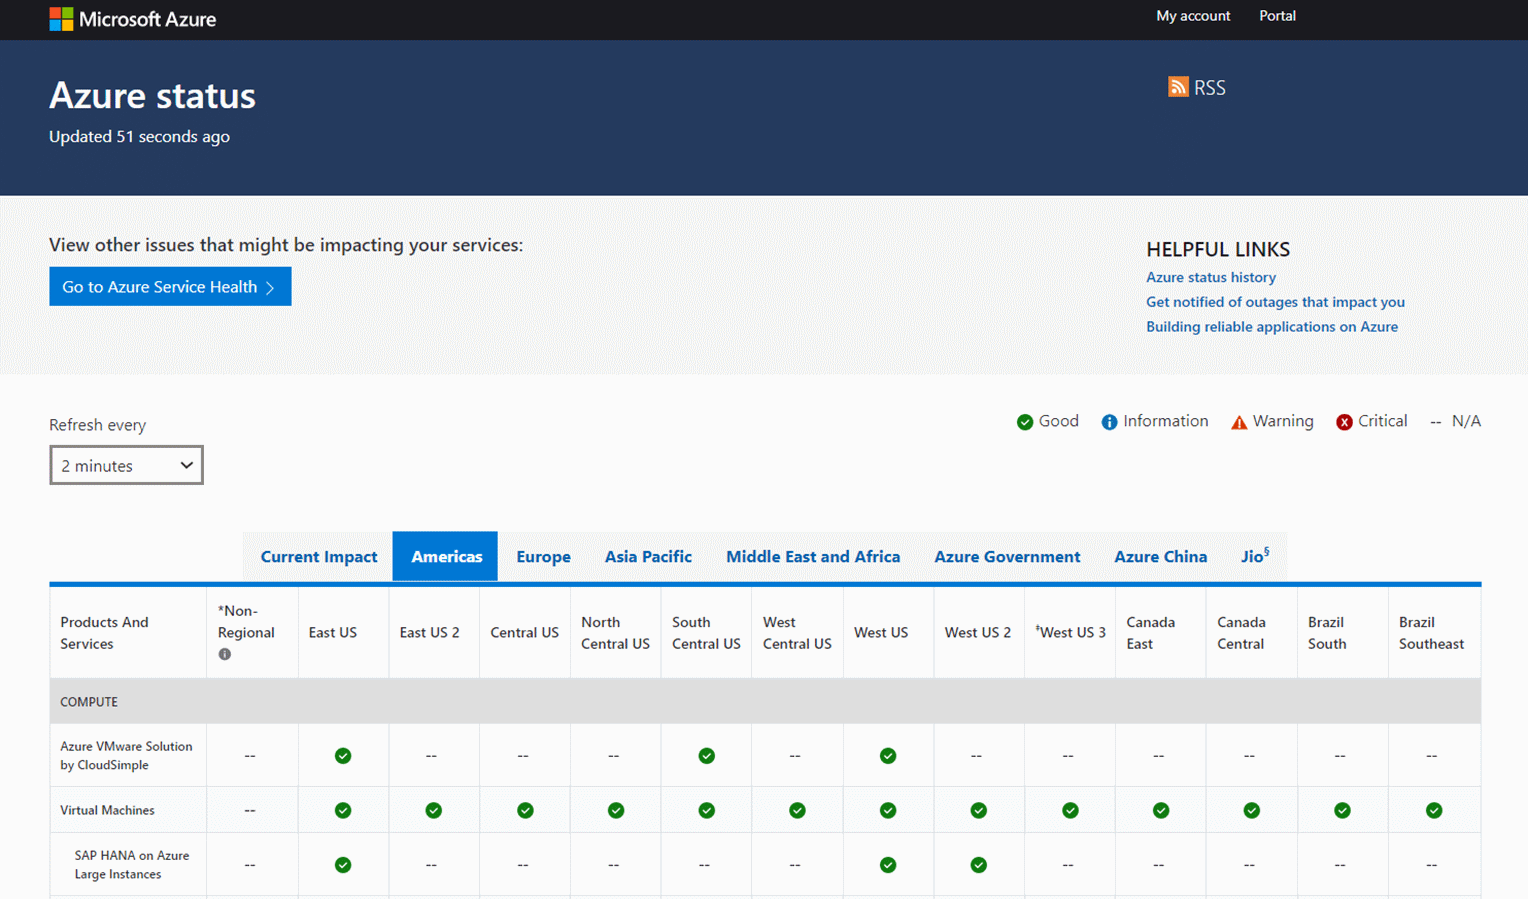 Microsoft Azure
My account
Portal
Azure status
Updated 51 seconds ago
RSS
View other issues that might be impacting your services:
Go to Azure Service Health
HELPFUL LINKS
Azure status history
Get notified of outages that impact you
Building reliable applications on Azure
Refresh every
2 minutes
Good
Information
Warning
Critical
-- N/A
Current Impact
Americas
Europe
Asia Pacific
Middle East and Africa
Azure Government
Azure China
Jio§
Products And
Services
*Non-
Regional
East US
East US 2
Central US
North
Central US
South
Central US
West
Central US
West US
West US 2
‡West US 3
Canada
East
Canada
Central
Brazil
South
Brazil
Southeast
COMPUTE
Azure VMware Solution
by CloudSimple
-- -- -- -- -- -- -- -- -- -- --
Virtual Machines
--
SAP HANA on Azure
Large Instances
-- -- -- -- -- -- -- -- -- -- --